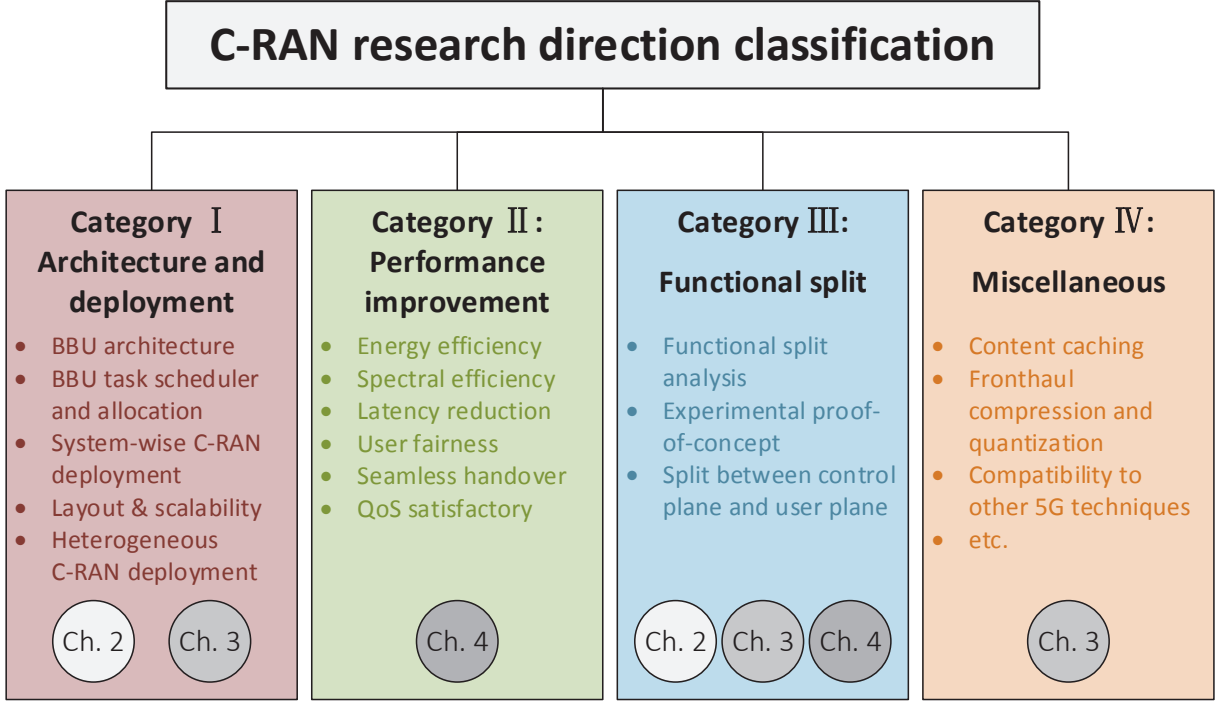 C-RAN research direction classification
Category Ⅰ
Architecture and
deployment
• BBU architecture
• BBU task scheduler
and allocation
• System-wise C-RAN
deployment
• Layout & scalability
• Heterogeneous
C-RAN deployment
Ch. 2
Ch. 3
Category Ⅱ:
Performance
improvement
• Energy efficiency
• Spectral efficiency
• Latency reduction
• User fairness
• Seamless handover
• QoS satisfactory
Ch. 4
Category Ⅲ:
Functional split
• Functional split
analysis
• Experimental proof-
of-concept
• Split between control
plane and user plane
Ch. 2
Ch. 3
Ch. 4
Category Ⅳ:
Miscellaneous
• Content caching
• Fronthaul
compression and
quantization
• Compatibility to
other 5G techniques
• etc.
Ch. 3